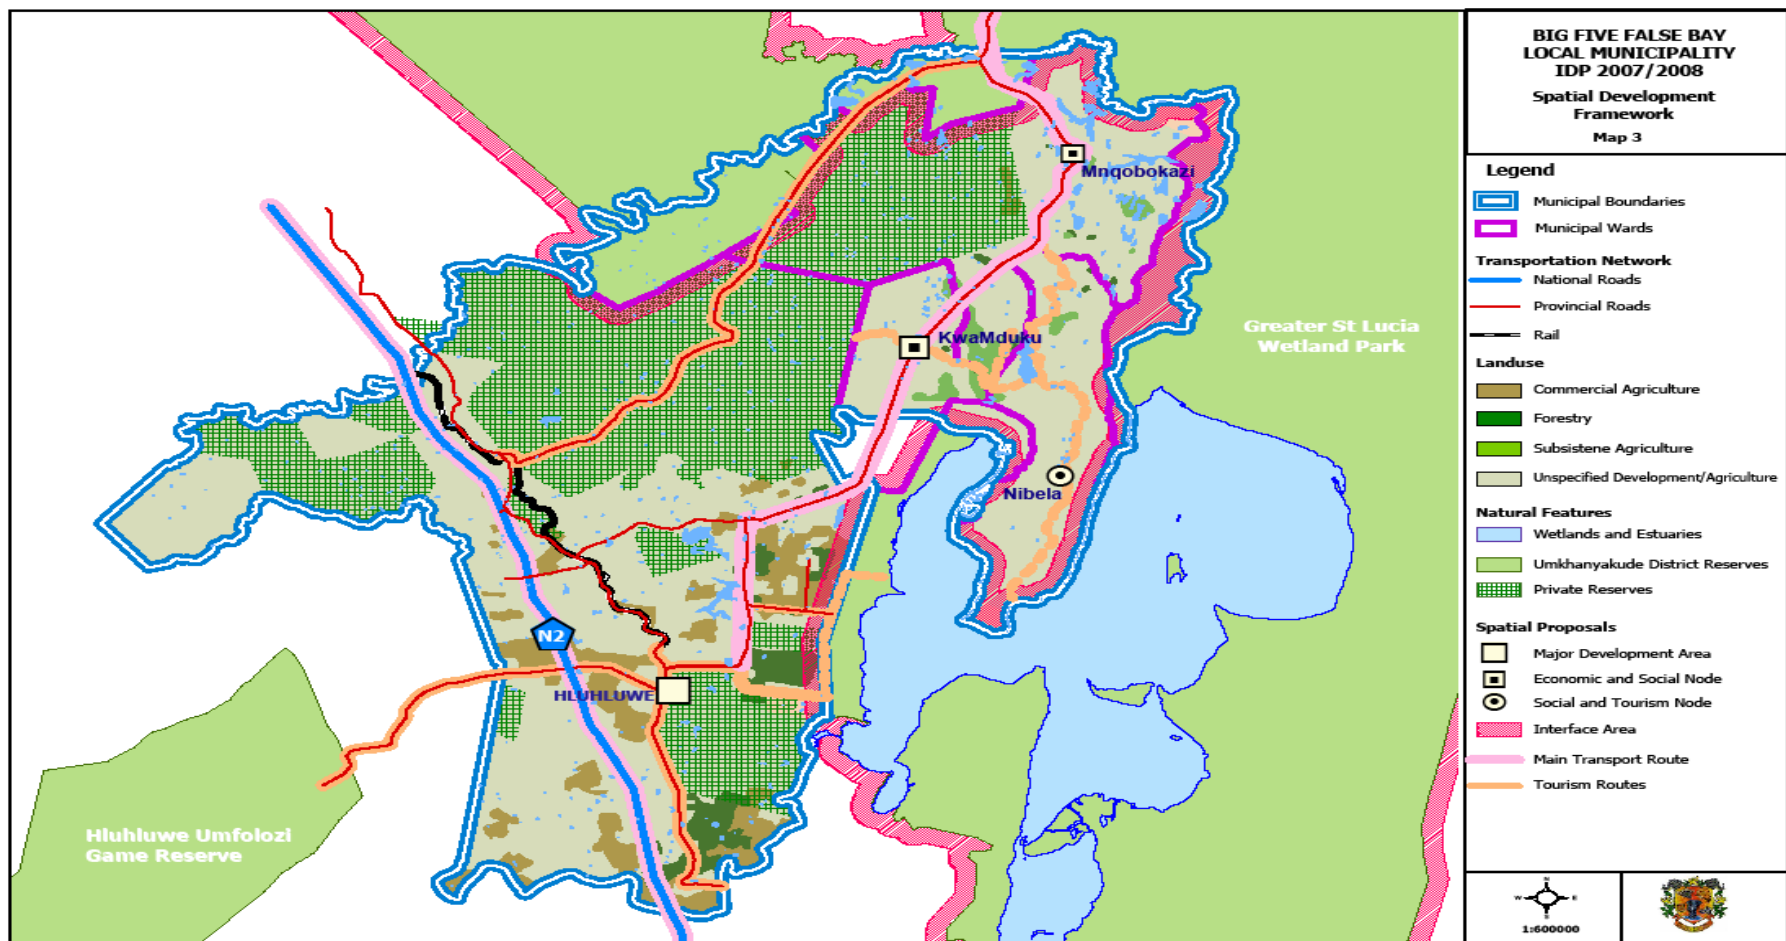 BIG FIVE FALSE BAY
LOCAL MUNICIPALITY
IDP 2007/2008
Spatial Development
Framework
Map 3
Legend
Municipal Boundaries
Municipal Wards
Transportation Network
National Roads
Provincial Roads
Rail
Landuse
Commercial Agriculture
Forestry
Subsistene Agriculture
Unspecified Development/Agriculture
Natural Features
Wetlands and Estuaries
Umkhanyakude District Reserves
Private Reserves
Spatial Proposals
Major Development Area
Economic and Social Node
Social and Tourism Node
Interface Area
Main Transport Route
Tourism Routes
N
W
E
S
1:600000
Mnqobokazi
KwaMduku
Greater St Lucia
Wetland Park
Nibela
N2
HLUHLUWE
Hluhluwe Umfolozi
Game Reserve